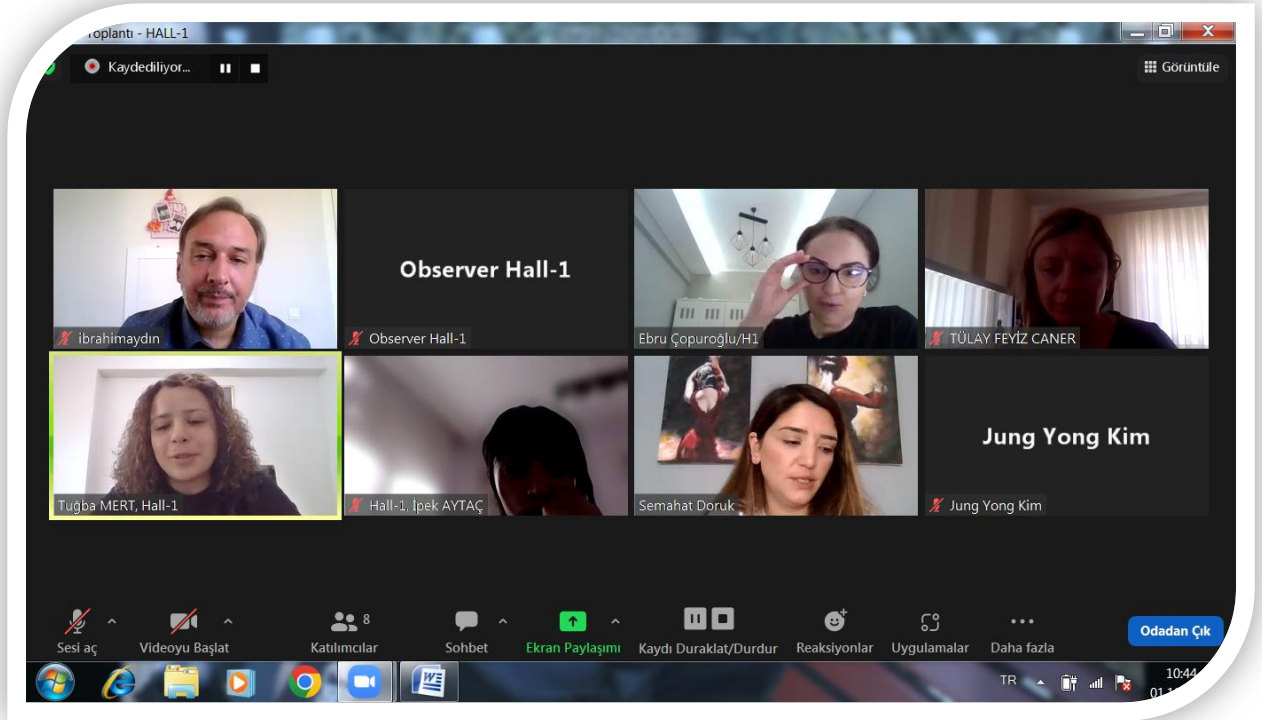 Toplantı - HALL-1
Kaydediliyor...
Görüntüle
ibrahimaydın
Observer Hall-1
Observer Hall-1
Ebru Çopuroğlu/H1
TÜLAY FEYİZ CANER
Tuğba MERT, Hall-1
Hall-1, İpek AYTAÇ
Semahat Doruk
Jung Yong Kim
Jung Yong Kim
Sesi aç
Videoyu Başlat
8
Katılımcılar
Sohbet
Ekran Paylaşımı
Kaydı Duraklat/Durdur
Reaksiyonlar
Uygulamalar
Daha fazla
Odadan Çık
TR
10:44